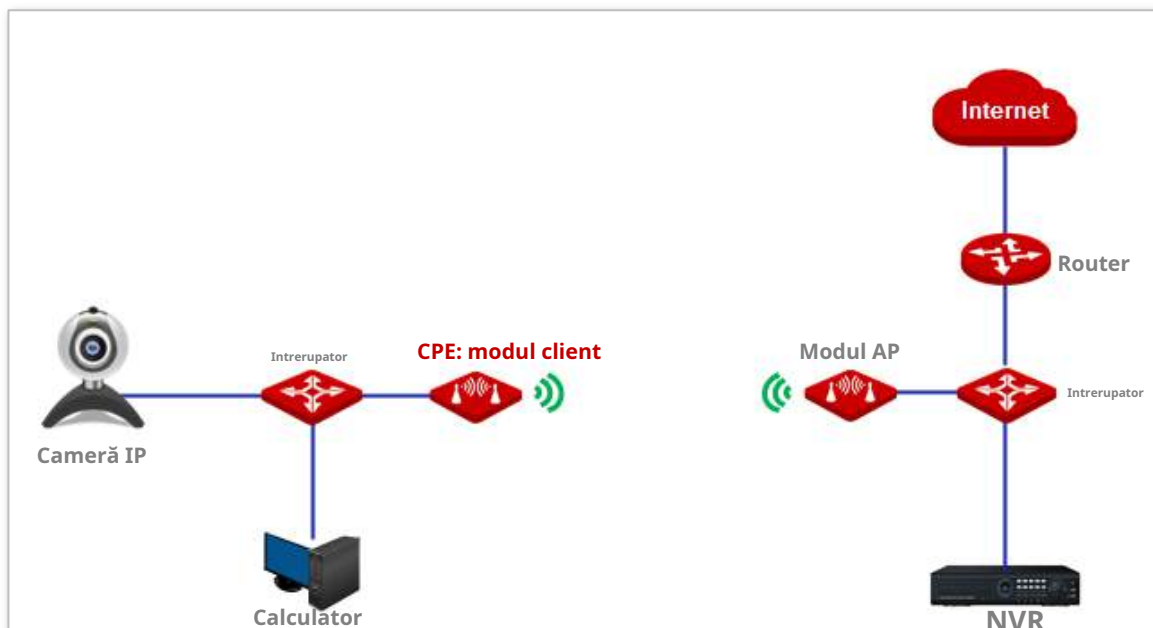 Internet
Router
Intrerupator
CPE: modul client
Modul AP
Intrerupator
Cameră IP
Calculator
NVR